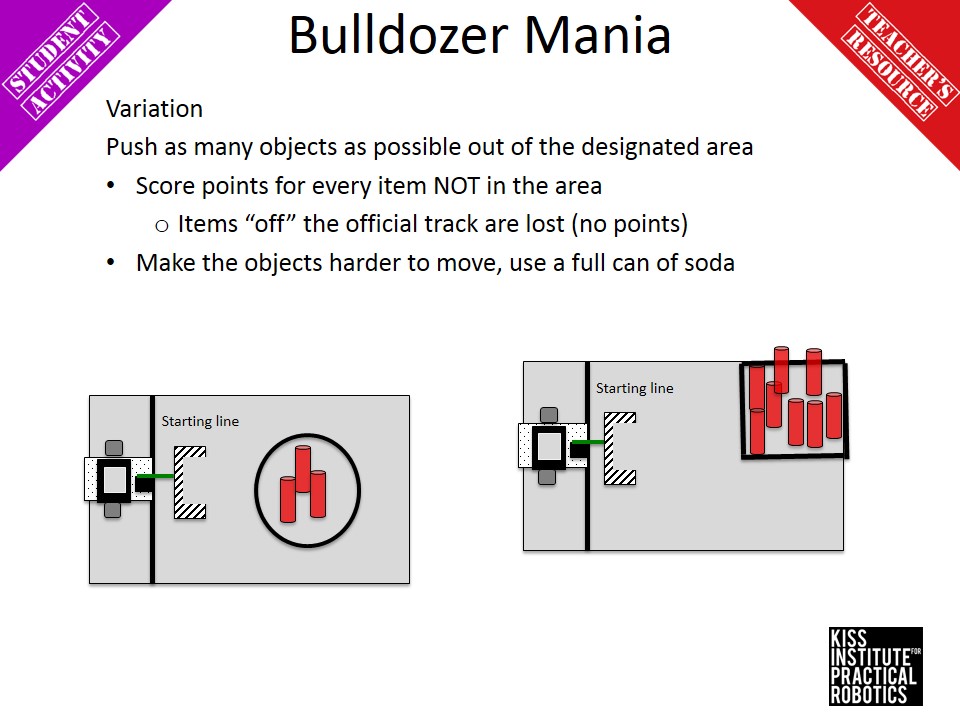 Bulldozer Mania
STUDENT
ACTIVITY
TEACHER'S
RESOURCE
Variation
Push as many objects as possible out of the designated area
• Score points for every item NOT in the area
o Items “off” the official track are lost (no points)
• Make the objects harder to move, use a full can of soda
Starting line
Starting line
KISS
INSTITUTE FOR
PRACTICAL
ROBOTICS